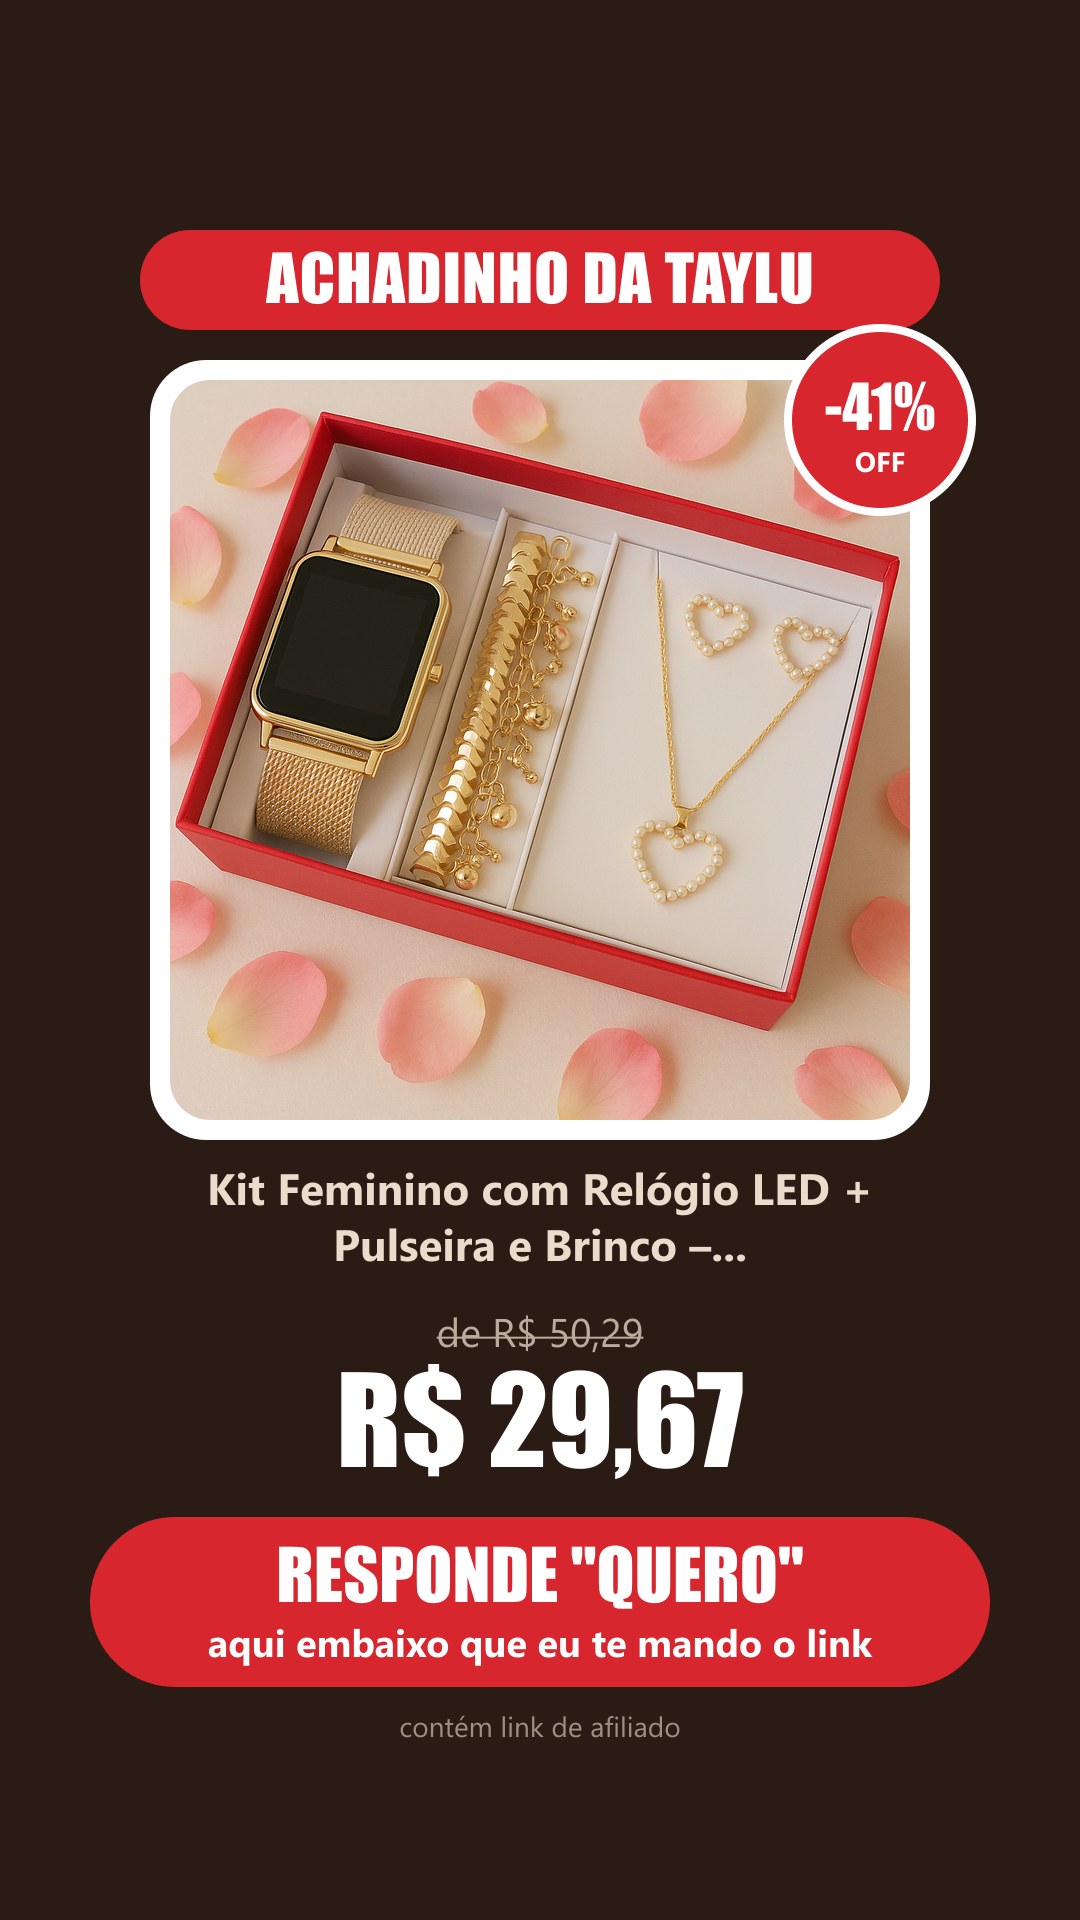 ACHADINHO DA TAYLU
-41%
OFF
Kit Feminino com Relógio LED +
Pulseira e Brinco –...
de R$ 50,29
R$ 29,67
RESPONDE "QUERO"
aqui embaixo que eu te mando o link
contém link de afiliado